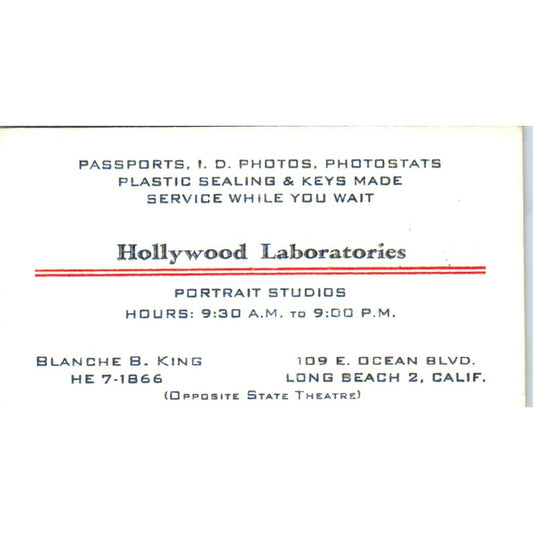 PASSPORTS, I. D. PHOTOS, PHOTOSTATS
PLASTIC SEALING & KEYS MADE
SERVICE WHILE YOU WAIT
Hollywood Laboratories
PORTRAIT STUDIOS
HOURS: 9:30 A.M. TO 9:00 P.M.
BLANCHE B. KING
HE 7-1866
109 E. OCEAN BLVD.
LONG BEACH 2, CALIF.
(OPPOSITE STATE THEATRE)